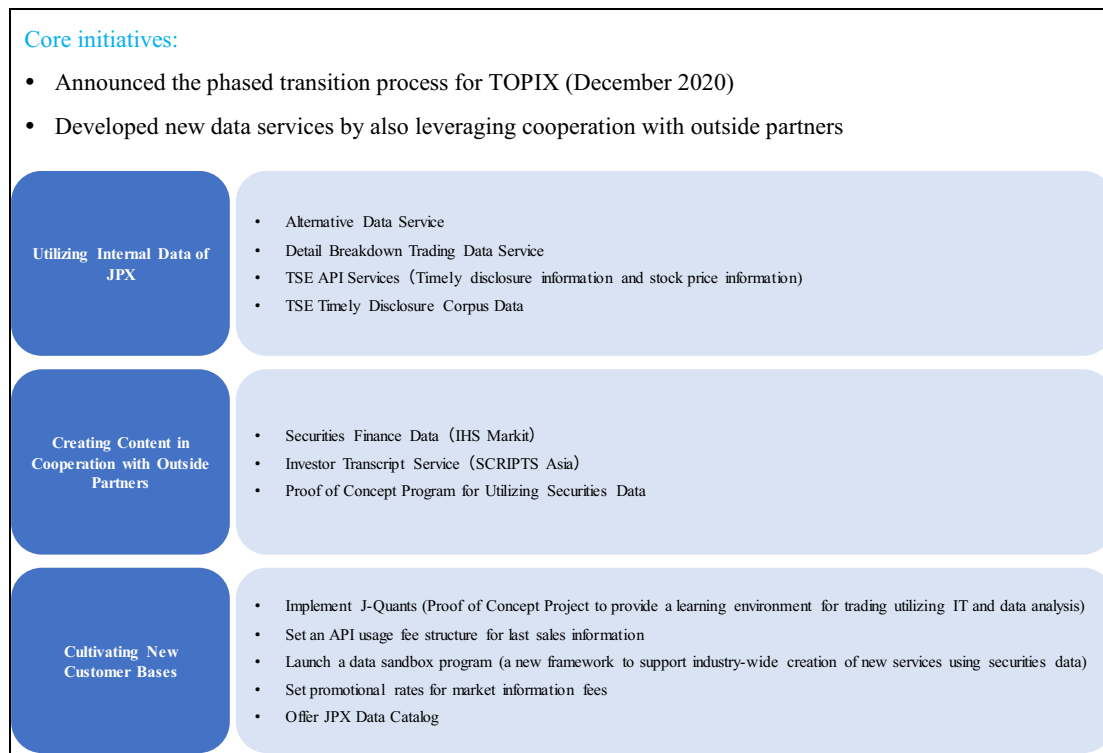 Core initiatives:
• Announced the phased transition process for TOPIX (December 2020)
• Developed new data services by also leveraging cooperation with outside partners
Utilizing Internal Data of
JPX
• Alternative Data Service
• Detail Breakdown Trading Data Service
• TSE API Services（Timely disclosure information and stock price information)
• TSE Timely Disclosure Corpus Data
Creating Content in
Cooperation with Outside
Partners
• Securities Finance Data（IHS Markit）
• Investor Transcript Service（SCRIPTS Asia）
• Proof of Concept Program for Utilizing Securities Data
Cultivating New
Customer Bases
• Implement J-Quants (Proof of Concept Project to provide a learning environment for trading utilizing IT and data analysis)
• Set an API usage fee structure for last sales information
• Launch a data sandbox program (a new framework to support industry-wide creation of new services using securities data)
• Set promotional rates for market information fees
• Offer JPX Data Catalog